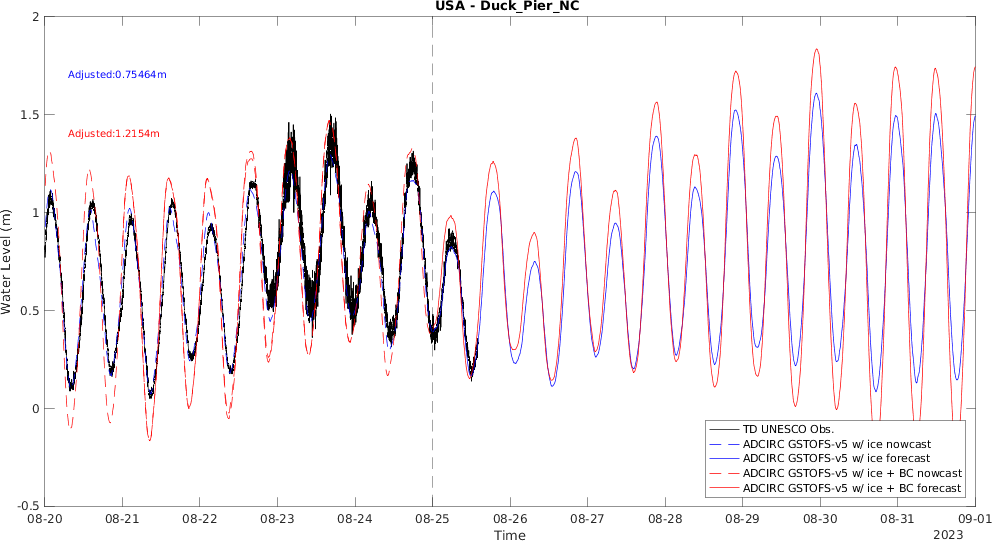 USA - Duck_Pier_NC
2
1.5
1
0.5
0
-0.5
Water Level (m)
Adjusted:0.75464m
Adjusted:1.2154m
TD UNESCO Obs.
ADCIRC GSTOFS-v5 w/ ice nowcast
ADCIRC GSTOFS-v5 w/ ice forecast
ADCIRC GSTOFS-v5 w/ ice + BC nowcast
ADCIRC GSTOFS-v5 w/ ice + BC forecast
08-20 08-21 08-22 08-23 08-24 08-25 08-26 08-27 08-28 08-29 08-30 08-31 09-01
Time
2023